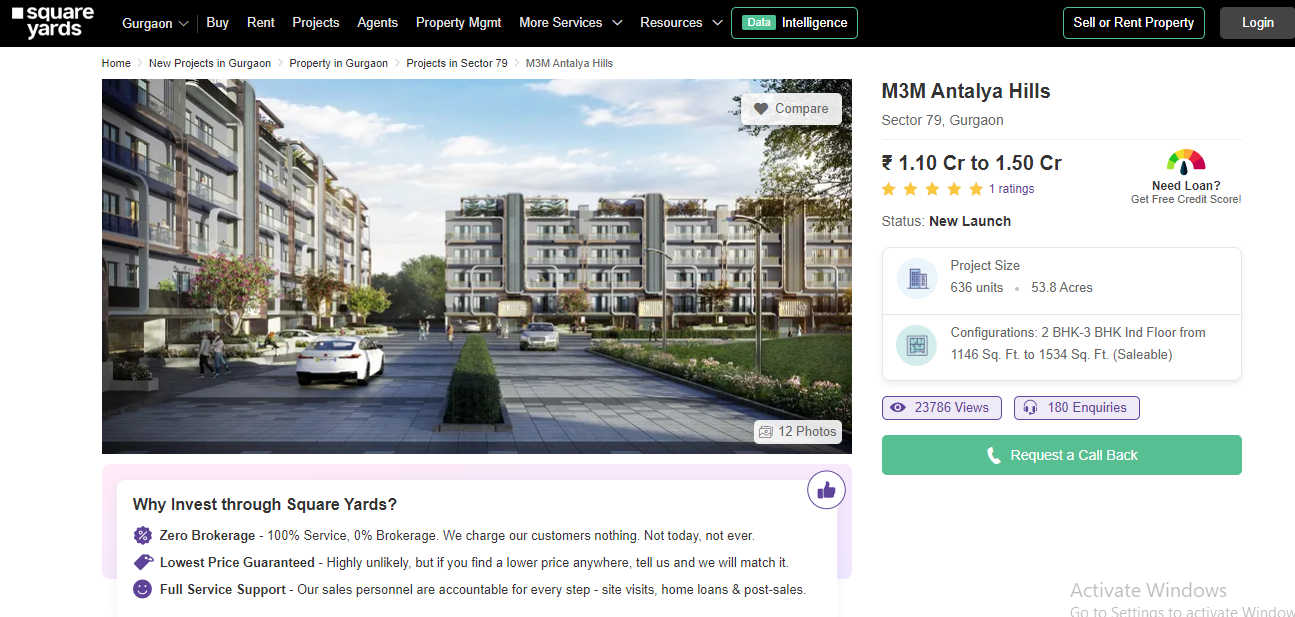 square
yards
Gurgaon
Buy
Rent
Projects
Agents
Property Mgmt
More Services
Resources
Data Intelligence
Sell or Rent Property
Login
Home > New Projects in Gurgaon > Property in Gurgaon > Projects in Sector 79 > M3M Antalya Hills
Compare
12 Photos
M3M Antalya Hills
Sector 79, Gurgaon
₹ 1.10 Cr to 1.50 Cr
1 ratings
Need Loan?
Get Free Credit Score!
Status: New Launch
Project Size
636 units • 53.8 Acres
Configurations: 2 BHK-3 BHK Ind Floor from
1146 Sq. Ft. to 1534 Sq. Ft. (Saleable)
23786 Views
180 Enquiries
Request a Call Back
Why Invest through Square Yards?
Zero Brokerage - 100% Service, 0% Brokerage. We charge our customers nothing. Not today, not ever.
Lowest Price Guaranteed - Highly unlikely, but if you find a lower price anywhere, tell us and we will match it.
Full Service Support - Our sales personnel are accountable for every step - site visits, home loans & post-sales.
Activate Windows
Go to Settings to activate Window